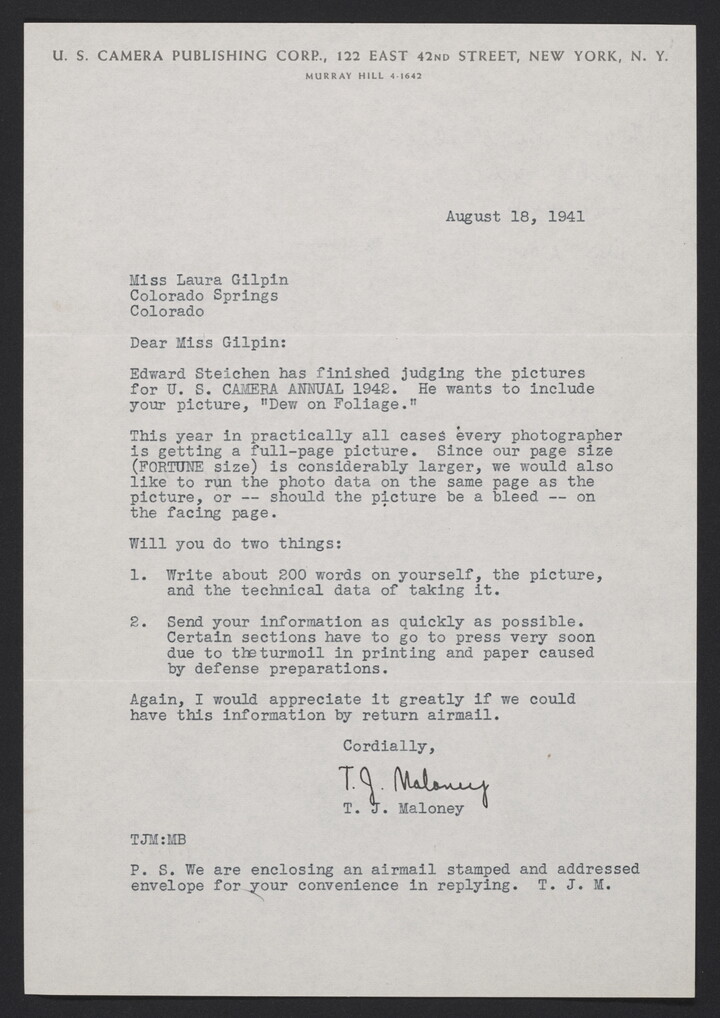 U. S. CAMERA PUBLISHING CORP., 122 EAST 42ND STREET, NEW YORK, N. Y.
MURRAY HILL 4-1642
August 18, 1941
Miss Laura Gilpin
Colorado Springs
Colorado
Dear Miss Gilpin:
Edward Steichen has finished judging the pictures
for U. S. CAMERA ANNUAL 1942. He wants to include
your picture, "Dew on Foliage."
This year in practically all cases every photographer
is getting a full-page picture. Since our page size
(FORTUNE size) is considerably larger, we would also
like to run the photo data on the same page as the
picture, or -- should the picture be a bleed -- on
the facing page.
Will you do two things:
1. Write about 200 words on yourself, the picture,
and the technical data of taking it.
2. Send your information as quickly as possible.
Certain sections have to go to press very soon
due to the turmoil in printing and paper caused
by defense preparations.
Again, I would appreciate it greatly if we could
have this information by return airmail.
Cordially,
T. J. Maloney
T. J. Maloney
TJM:MB
P. S. We are enclosing an airmail stamped and addressed
envelope for your convenience in replying. T. J. M.